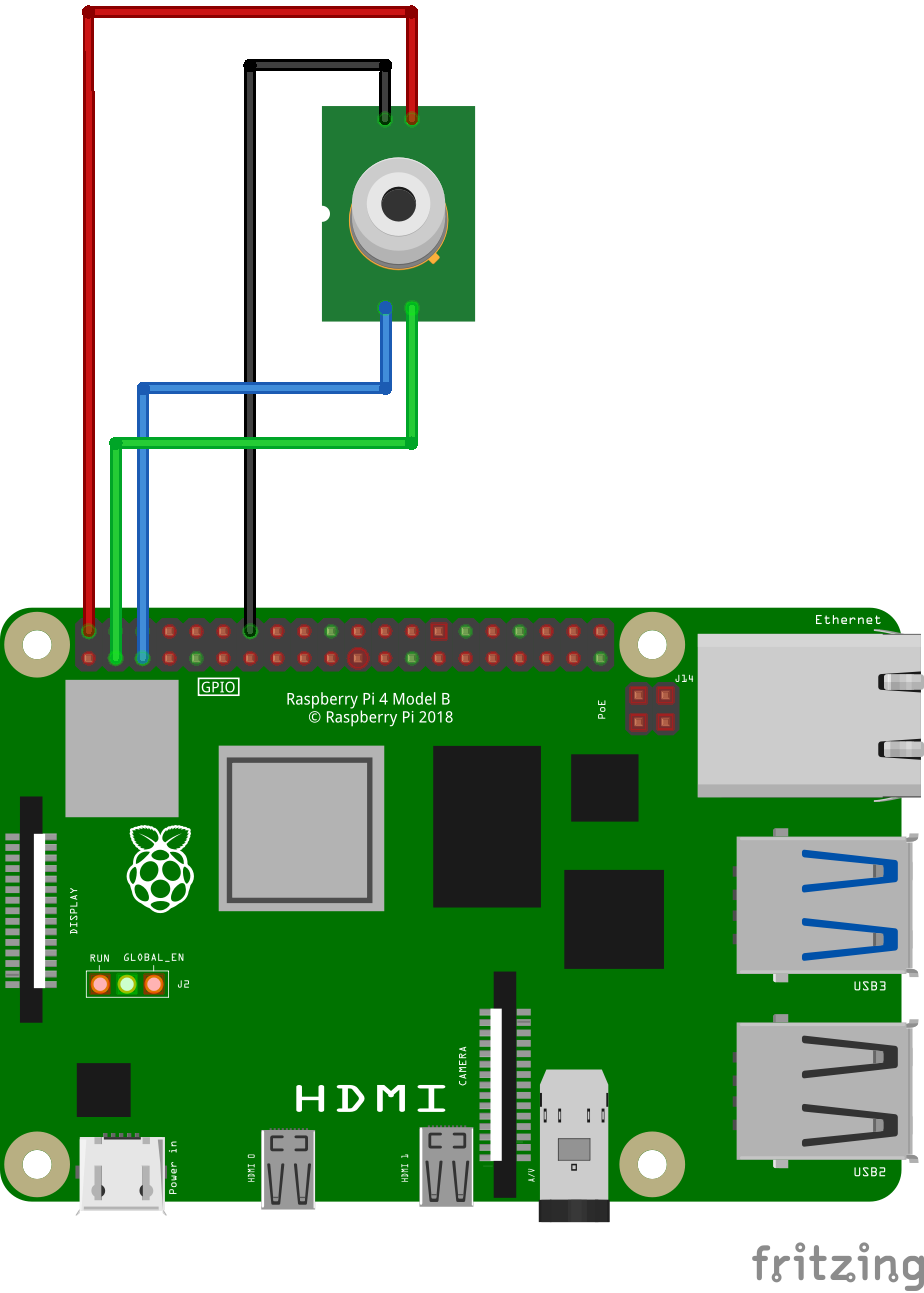 Ethernet
J14
GPIO
PoE
Raspberry Pi 4 Model B
© Raspberry Pi 2018
DISPLAY
RUN GLOBAL_EN
J2
USB3
CAMERA
HDMI
Power in
HDMI 0
HDMI 1
A/V
USB2
fritzing